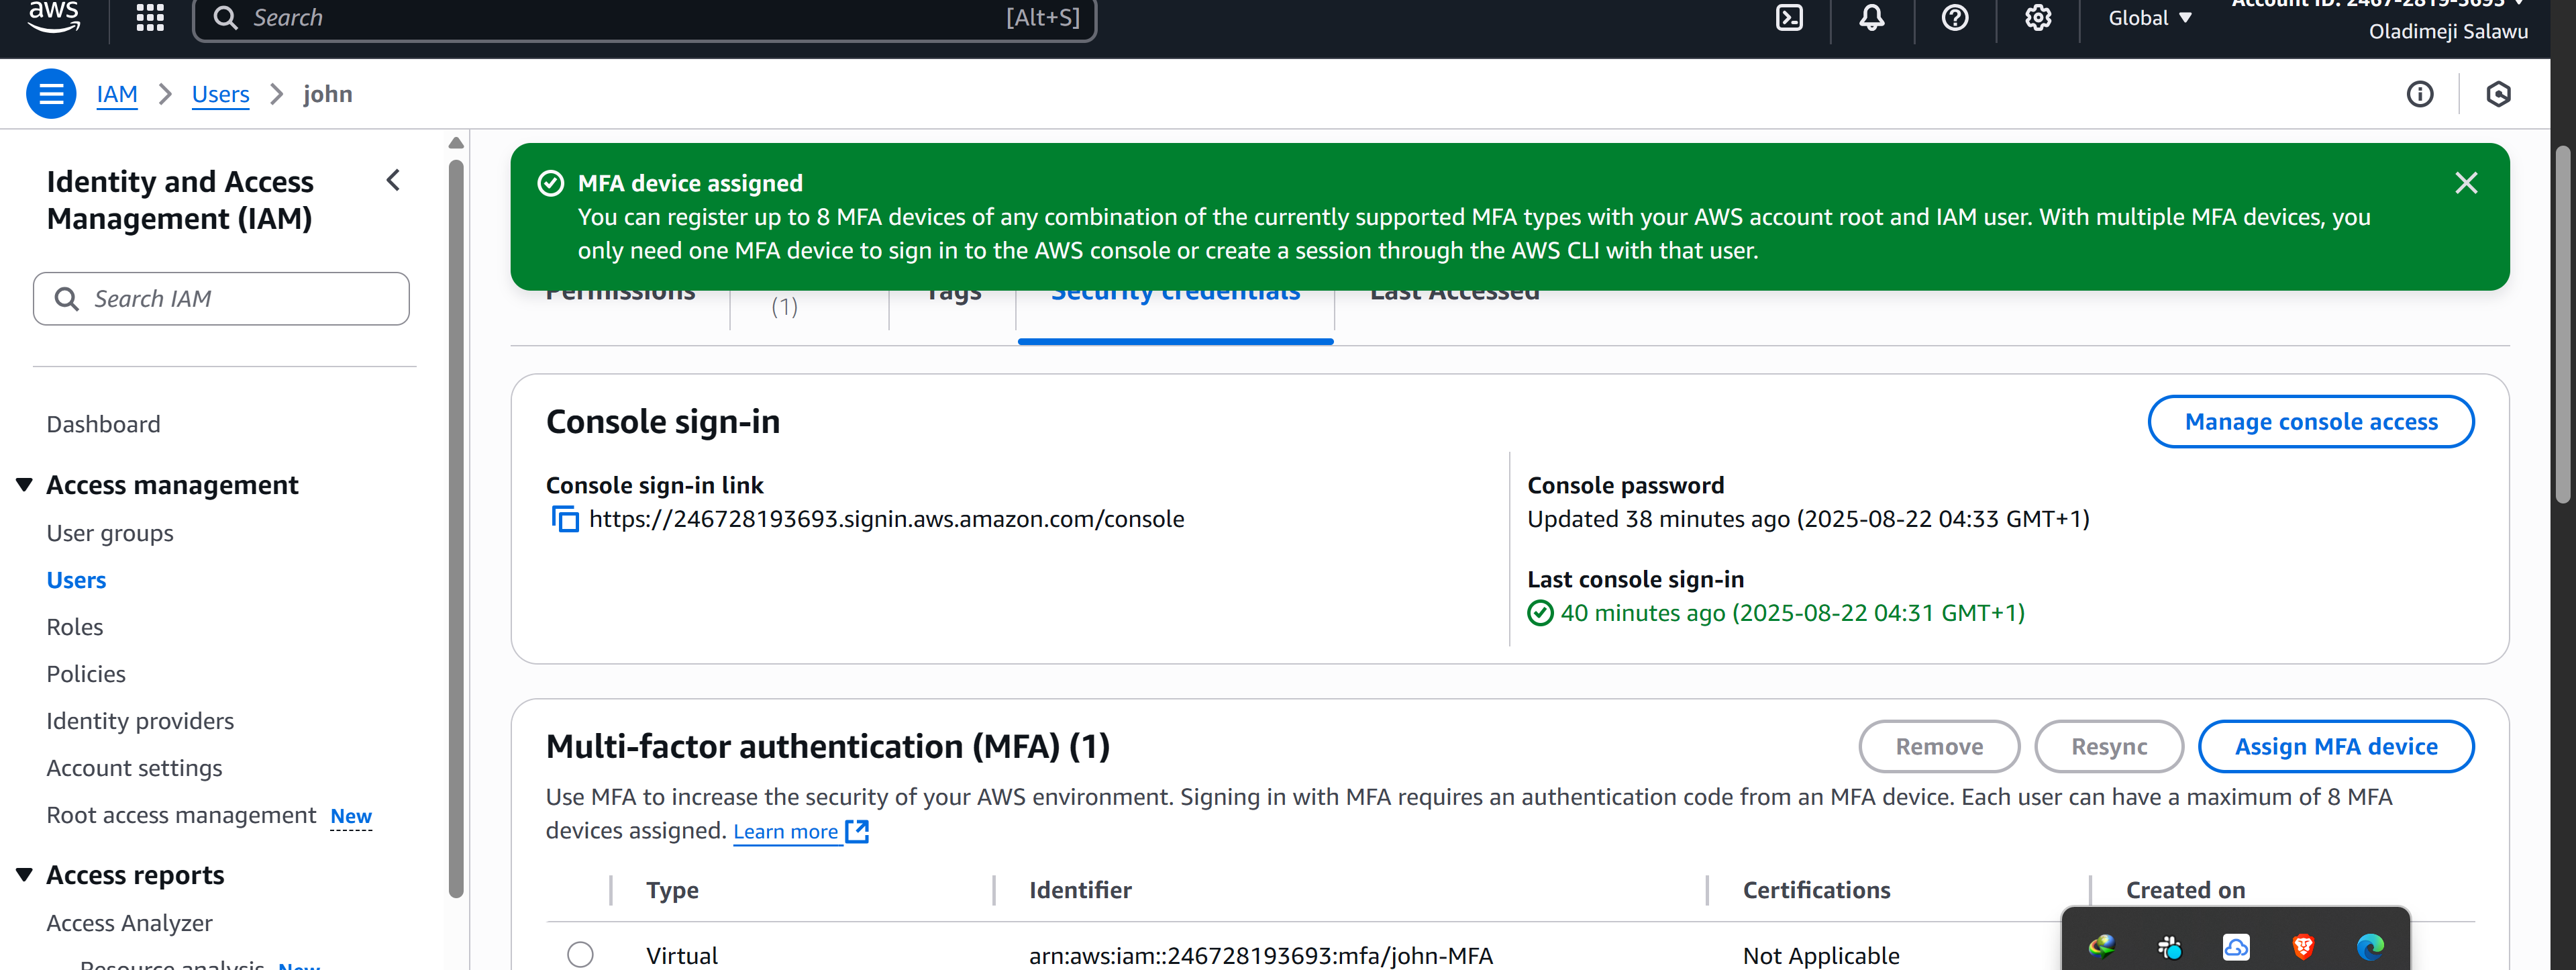 aws
Search
[Alt+S]
Global
Account ID: 2467-2819-3693
Oladimeji Salawu
IAM
Users
john
Identity and Access
Management (IAM)
Search IAM
Dashboard
Access management
User groups
Users
Roles
Policies
Identity providers
Account settings
Root access management New
Access reports
Access Analyzer
Resource analysis New
MFA device assigned
You can register up to 8 MFA devices of any combination of the currently supported MFA types with your AWS account root and IAM user. With multiple MFA devices, you
only need one MFA device to sign in to the AWS console or create a session through the AWS CLI with that user.
Permissions
(1)
Tags
Security credentials
Last Accessed
Console sign-in
Manage console access
Console sign-in link
https://246728193693.signin.aws.amazon.com/console
Console password
Updated 38 minutes ago (2025-08-22 04:33 GMT+1)
Last console sign-in
40 minutes ago (2025-08-22 04:31 GMT+1)
Multi-factor authentication (MFA) (1)
Remove
Resync
Assign MFA device
Use MFA to increase the security of your AWS environment. Signing in with MFA requires an authentication code from an MFA device. Each user can have a maximum of 8 MFA
devices assigned. Learn more
Type
Identifier
Certifications
Created on
Virtual
arn:aws:iam::246728193693:mfa/john-MFA
Not Applicable